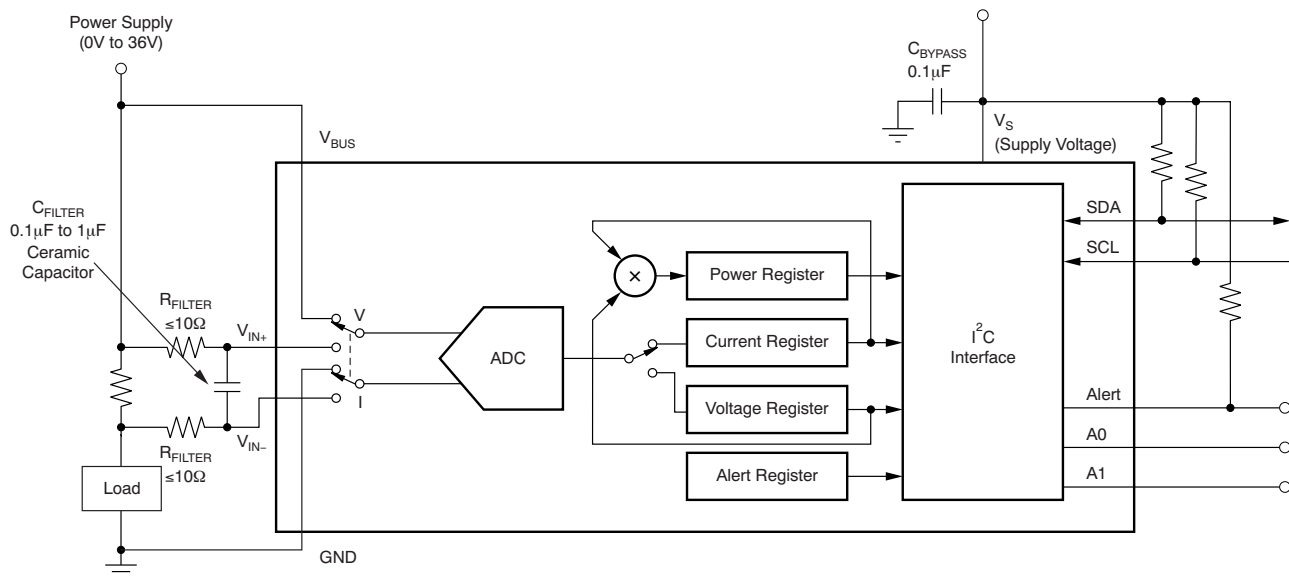 Power Supply
(0V to 36V)
C_BYPASS
0.1μF
V_BUS
V_S
(Supply Voltage)
C_FILTER
0.1μF to 1μF
Ceramic
Capacitor
SDA
SCL
R_FILTER
≤10Ω
V_IN+
V
×
Power Register
ADC
Current Register
I²C
Interface
I
Voltage Register
Alert
V_IN–
R_FILTER
≤10Ω
Load
Alert Register
A0
A1
GND